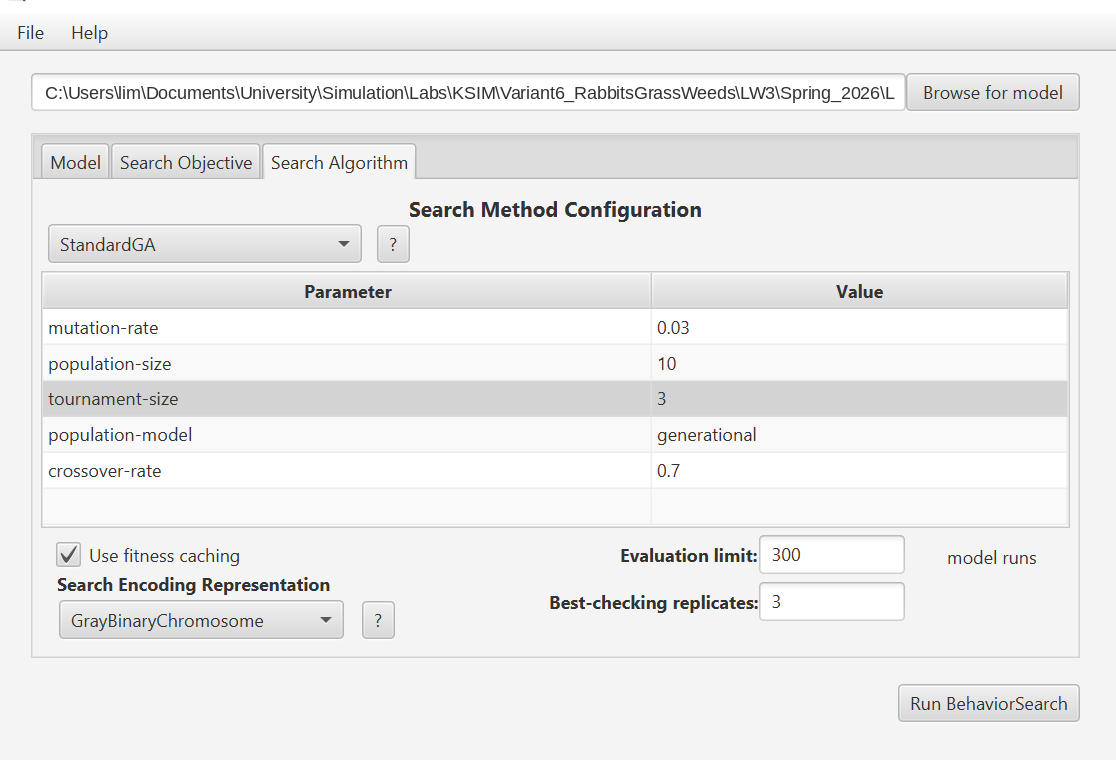 File Help
C:\Users\lim\Documents\University\Simulation\Labs\KSIM\Variant6_RabbitsGrassWeeds\LW3\Spring_2026\L Browse for model
Model Search Objective Search Algorithm
Search Method Configuration
StandardGA ?
Parameter Value
mutation-rate 0.03
population-size 10
tournament-size 3
population-model generational
crossover-rate 0.7
Use fitness caching Evaluation limit: 300 model runs
Search Encoding Representation
Best-checking replicates: 3
GrayBinaryChromosome ?
Run BehaviorSearch